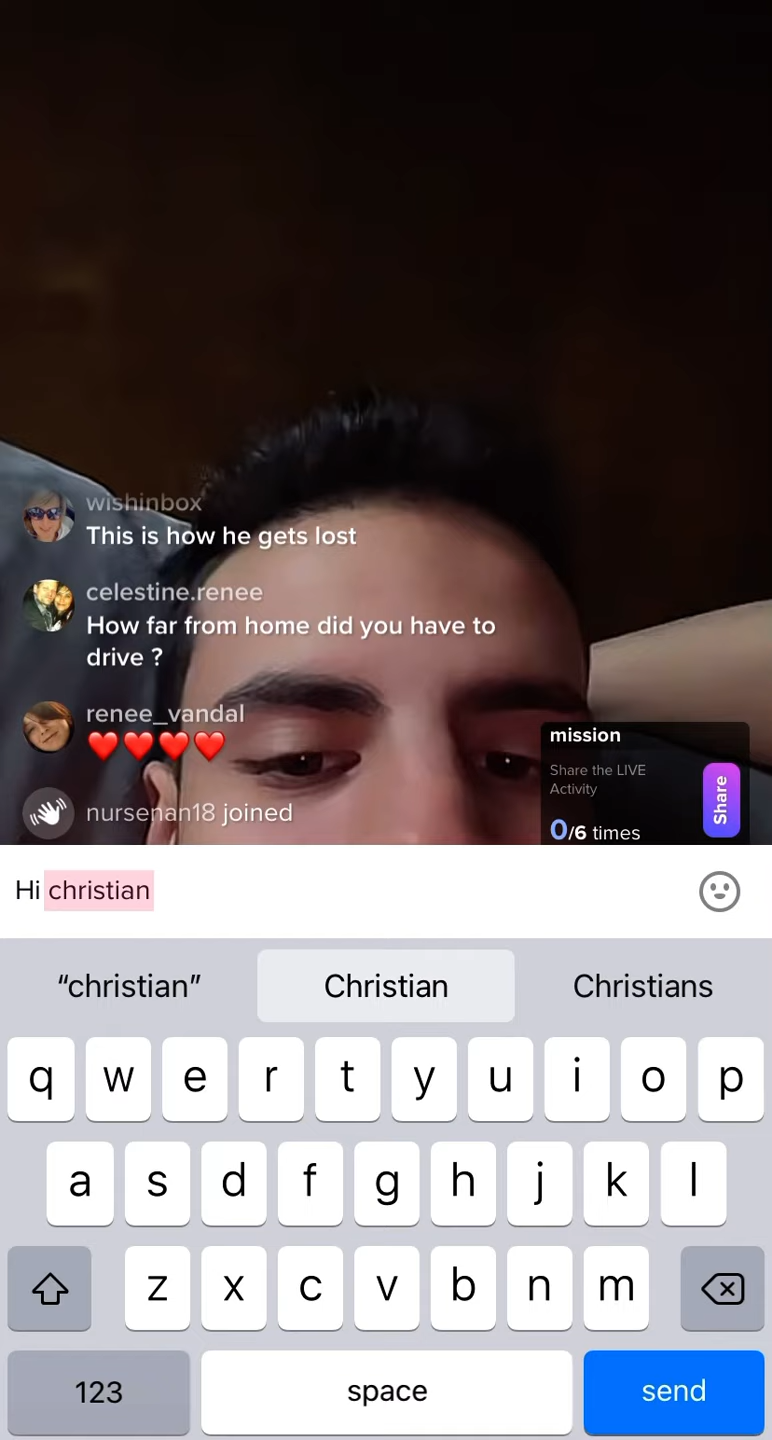 wishinbox
This is how he gets lost
celestine.renee
How far from home did you have to
drive ?
renee_vandal
❤️❤️❤️❤️
nursenan18 joined
mission
Share the LIVE
Activity
0/6 times
Share
Hi christian
“christian”
Christian
Christians
q w e r t y u i o p
a s d f g h j k l
z x c v b n m
123
space
send